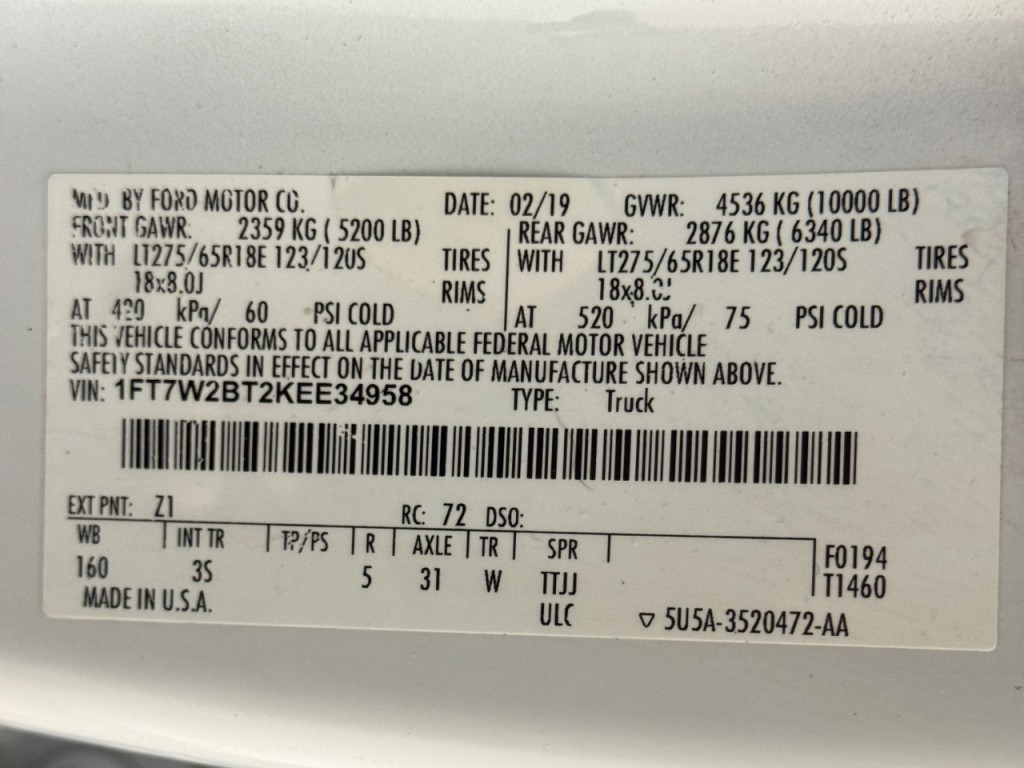 MFD BY FORD MOTOR CO. DATE: 02/19 GVWR: 4536 KG (10000 LB)
FRONT GAWR: 2359 KG ( 5200 LB) REAR GAWR: 2876 KG ( 6340 LB)
WITH LT275/65R18E 123/120S TIRES WITH LT275/65R18E 123/120S TIRES
18x8.0J RIMS 18x8.0J RIMS
AT 420 kPa/ 60 PSI COLD AT 520 kPa/ 75 PSI COLD
THIS VEHICLE CONFORMS TO ALL APPLICABLE FEDERAL MOTOR VEHICLE
SAFETY STANDARDS IN EFFECT ON THE DATE OF MANUFACTURE SHOWN ABOVE.
VIN: 1FT7W2BT2KEE34958 TYPE: Truck
EXT PNT: Z1 RC: 72 DSO:
WB INT TR TP/PS R AXLE TR SPR F0194
160 3S 5 31 W TTJJ T1460
MADE IN U.S.A. ULC ▽ 5U5A-3520472-AA